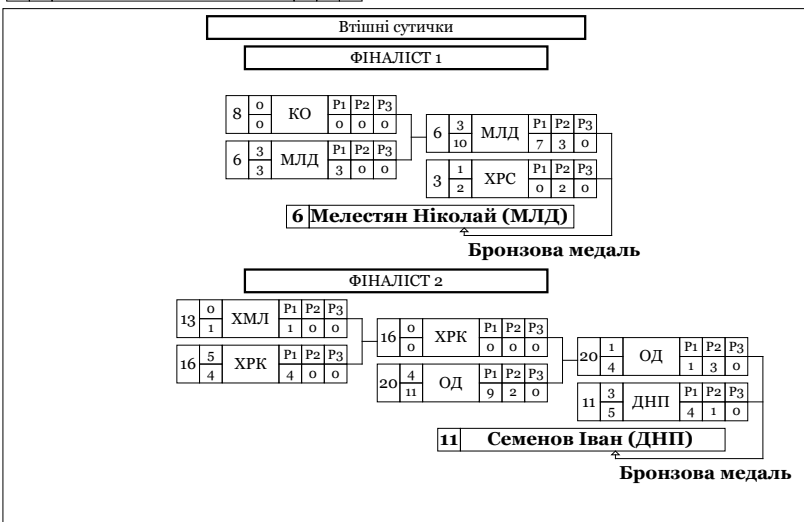 Втішні сутички
ФІНАЛІСТ 1
8 0 0 КО P1 P2 P3 0 0 0
6 3 3 МЛД P1 P2 P3 3 0 0
6 3 10 МЛД P1 P2 P3 7 3 0
3 1 2 ХРС P1 P2 P3 0 2 0
6 Мелестян Ніколай (МЛД)
Бронзова медаль
ФІНАЛІСТ 2
13 0 1 ХМЛ P1 P2 P3 1 0 0
16 5 4 ХРК P1 P2 P3 4 0 0
16 0 0 ХРК P1 P2 P3 0 0 0
20 4 11 ОД P1 P2 P3 9 2 0
20 1 4 ОД P1 P2 P3 1 3 0
11 3 5 ДНП P1 P2 P3 4 1 0
11 Семенов Іван (ДНП)
Бронзова медаль